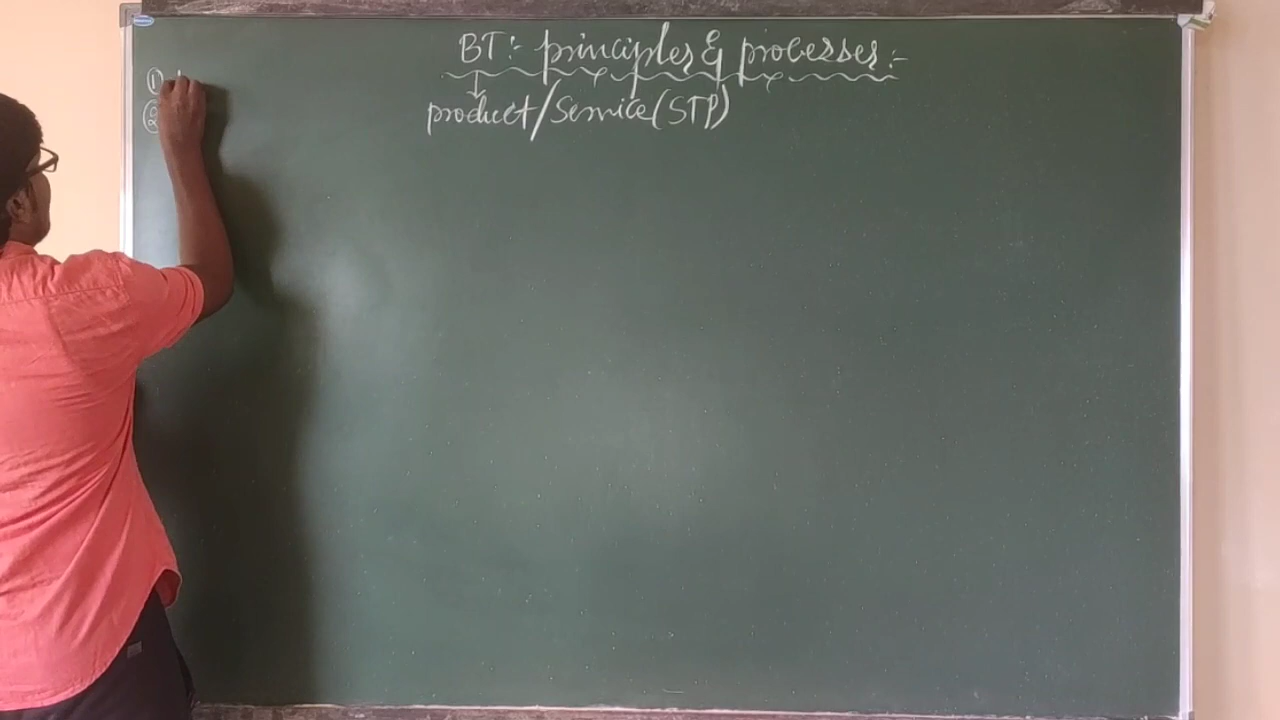 BT:- principles & processes:-
product/Service(STP)
①
②